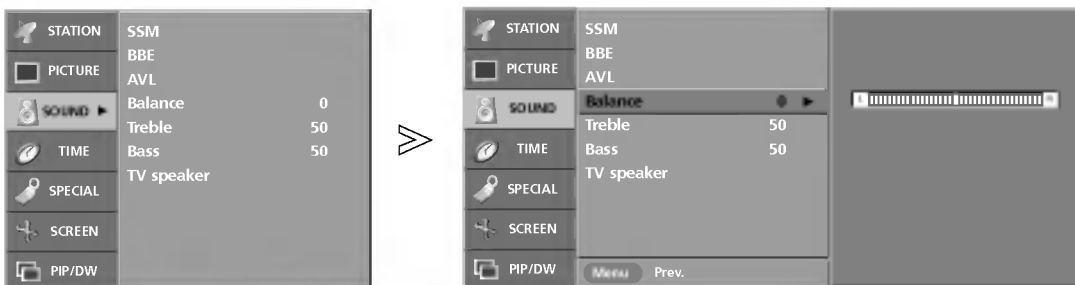 STATION
PICTURE
SOUND
TIME
SPECIAL
SCREEN
PIP/DW
SSM
BBE
AVL
Balance 0
Treble 50
Bass 50
TV speaker
STATION
PICTURE
SOUND
TIME
SPECIAL
SCREEN
PIP/DW
SSM
BBE
AVL
Balance 0
Treble 50
Bass 50
TV speaker
Menu Prev.
L R